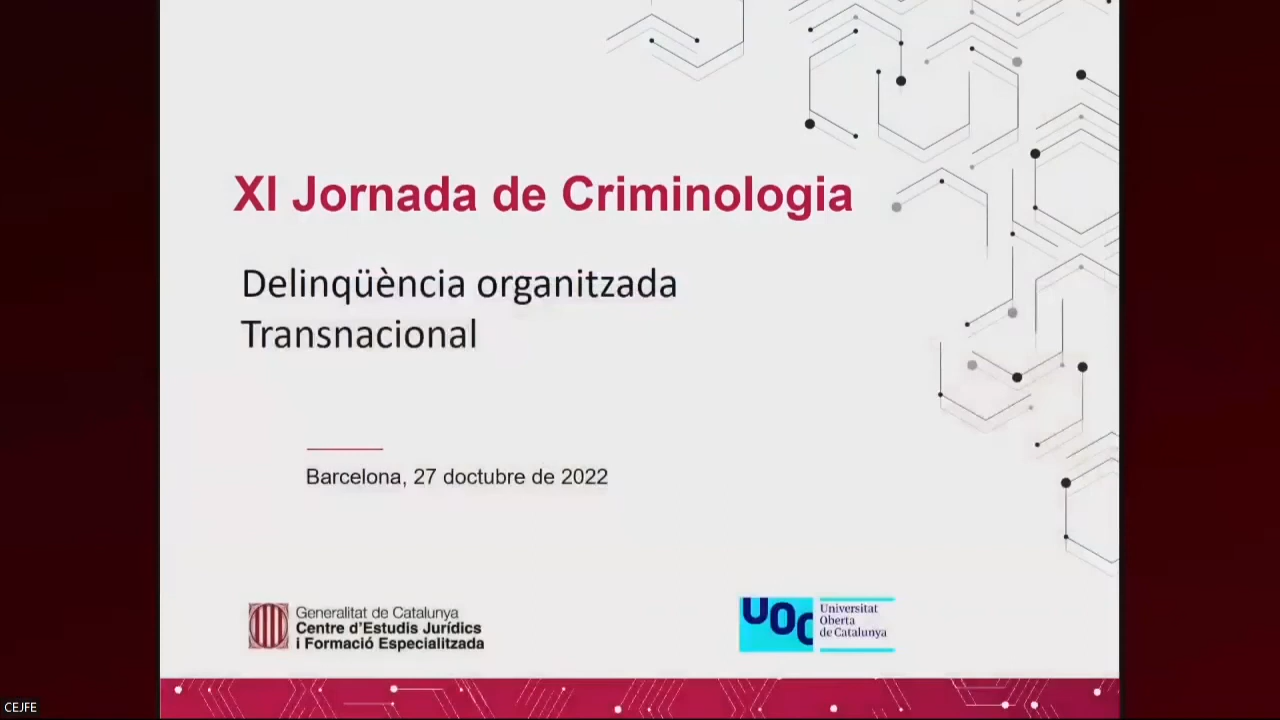 XI Jornada de Criminologia
Delinqüència organitzada
Transnacional
Barcelona, 27 doctubre de 2022
Generalitat de Catalunya
Centre d'Estudis Jurídics
i Formació Especialitzada
UOC
Universitat
Oberta
de Catalunya
CEJFE